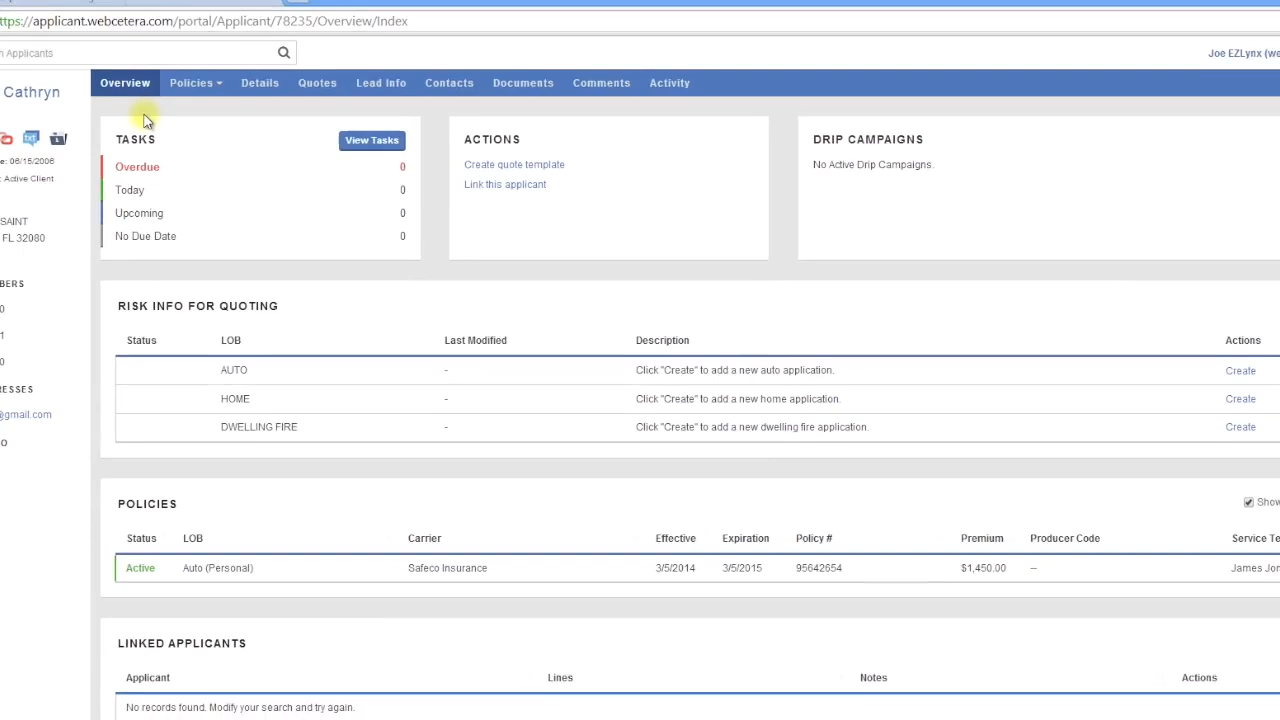 ttps://applicant.webcetera.com/portal/Applicant/78235/Overview/Index
h Applicants
Joe EZLynx (we
Cathryn
Overview Policies Details Quotes Lead Info Contacts Documents Comments Activity
txt
e: 06/15/2006
: Active Client
SAINT
FL 32080
BERS
0
1
0
RESSES
@gmail.com
O
TASKS View Tasks
Overdue 0
Today 0
Upcoming 0
No Due Date 0
ACTIONS
Create quote template
Link this applicant
DRIP CAMPAIGNS
No Active Drip Campaigns.
RISK INFO FOR QUOTING
Status LOB Last Modified Description Actions
AUTO - Click "Create" to add a new auto application. Create
HOME - Click "Create" to add a new home application. Create
DWELLING FIRE - Click "Create" to add a new dwelling fire application. Create
POLICIES Show
Status LOB Carrier Effective Expiration Policy # Premium Producer Code Service Te
Active Auto (Personal) Safeco Insurance 3/5/2014 3/5/2015 95642654 $1,450.00 -- James Jon
LINKED APPLICANTS
Applicant Lines Notes Actions
No records found. Modify your search and try again.